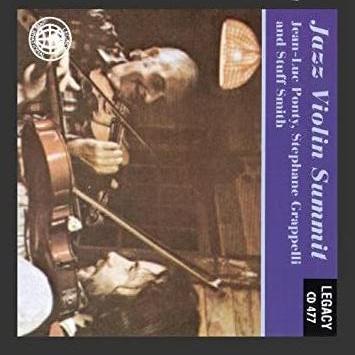 Jazz Violin Summit
Jean-Luc Ponty, Stephane Grappelli
and Stuff Smith
LEGACY
CD 477